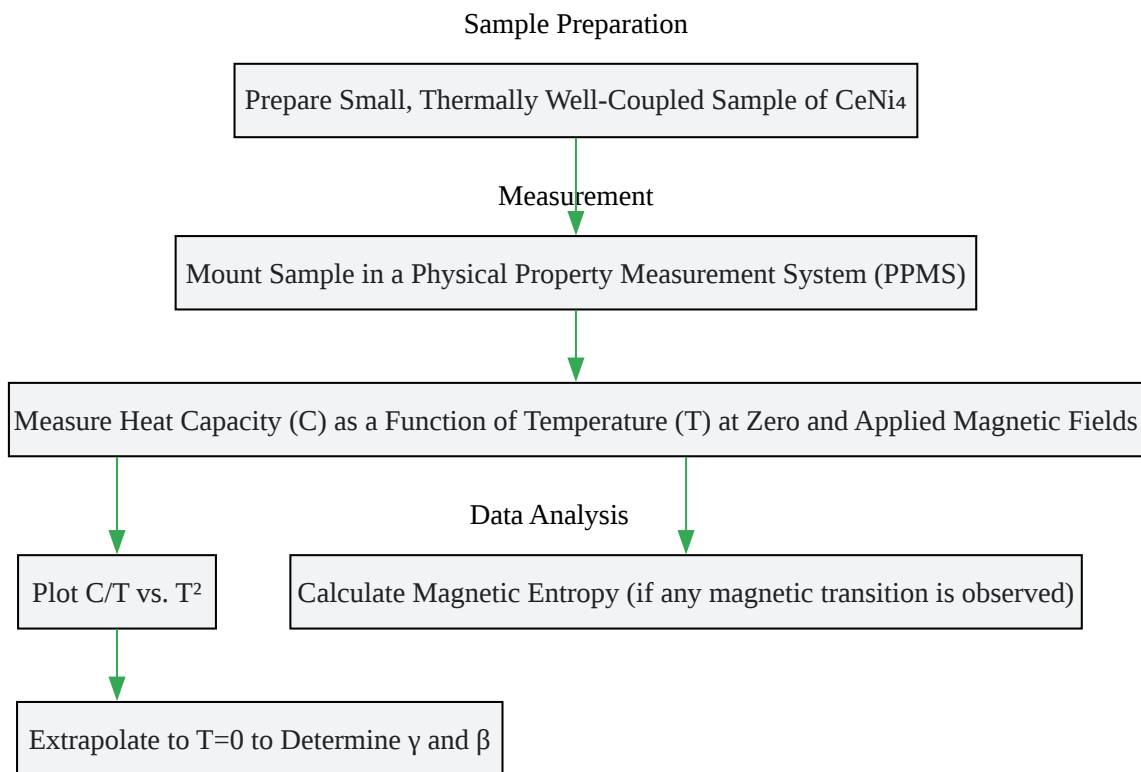 Sample Preparation
Prepare Small, Thermally Well-Coupled Sample of CeNi₄
Measurement
Mount Sample in a Physical Property Measurement System (PPMS)
Measure Heat Capacity (C) as a Function of Temperature (T) at Zero and Applied Magnetic Fields
Data Analysis
Plot C/T vs. T²
Calculate Magnetic Entropy (if any magnetic transition is observed)
Extrapolate to T=0 to Determine γ and β